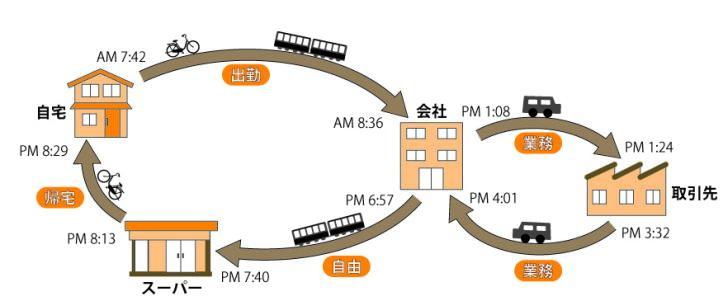 AM 7:42
出勤
自宅
会社
AM 8:36
PM 1:08
業務
PM 1:24
取引先
PM 3:32
業務
PM 4:01
PM 6:57
自由
PM 7:40
スーパー
PM 8:13
帰宅
PM 8:29